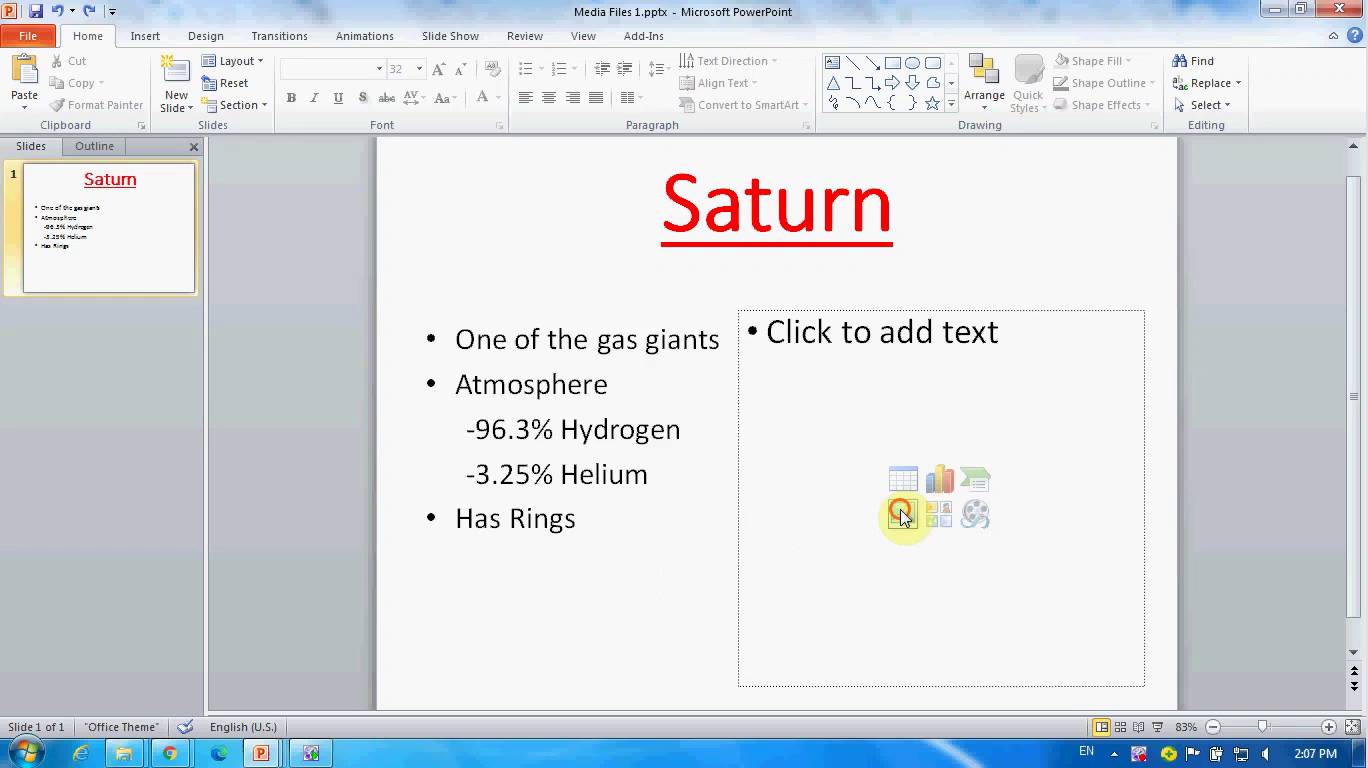 Media Files 1.pptx - Microsoft PowerPoint
File Home Insert Design Transitions Animations Slide Show Review View Add-Ins
Paste
Cut
Copy
Format Painter
Clipboard
New
Slide
Layout
Reset
Section
Slides
32
B I U S abc AV Aa A
Font
Text Direction
Align Text
Convert to SmartArt
Paragraph
Arrange
Quick
Styles
Shape Fill
Shape Outline
Shape Effects
Drawing
Find
Replace
Select
Editing
Slides Outline
1
Saturn
• One of the gas giants
• Atmosphere
-96.3% Hydrogen
-3.25% Helium
• Has Rings
Saturn
• One of the gas giants
• Atmosphere
-96.3% Hydrogen
-3.25% Helium
• Has Rings
• Click to add text
Slide 1 of 1 "Office Theme" English (U.S.) 83%
EN 2:07 PM